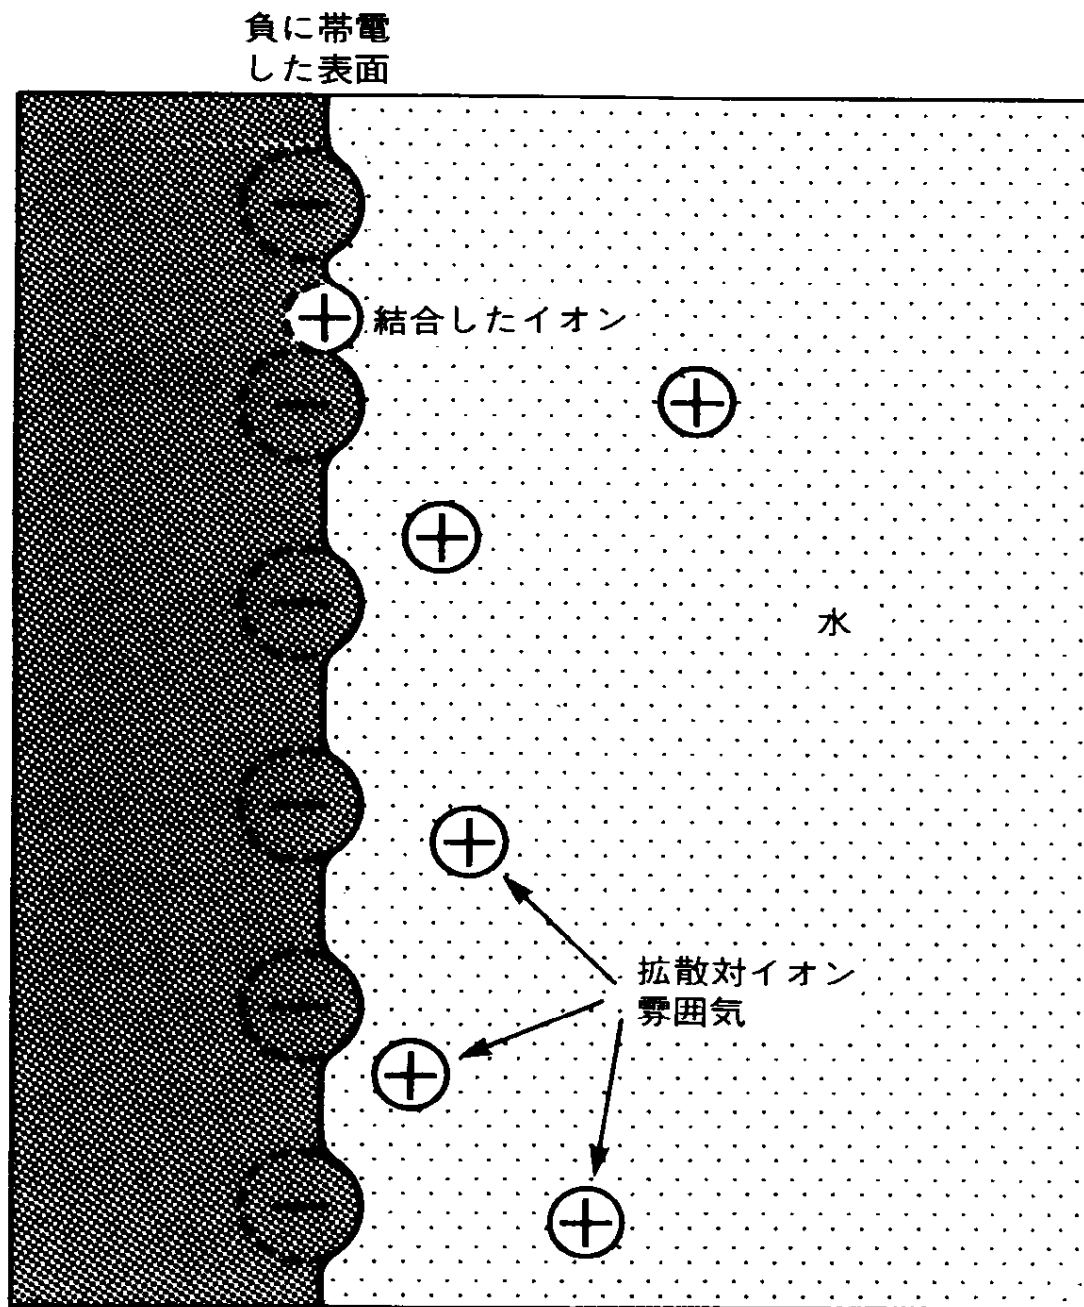 負に帯電
した表面
結合したイオン
水
拡散対イオン
雰囲気